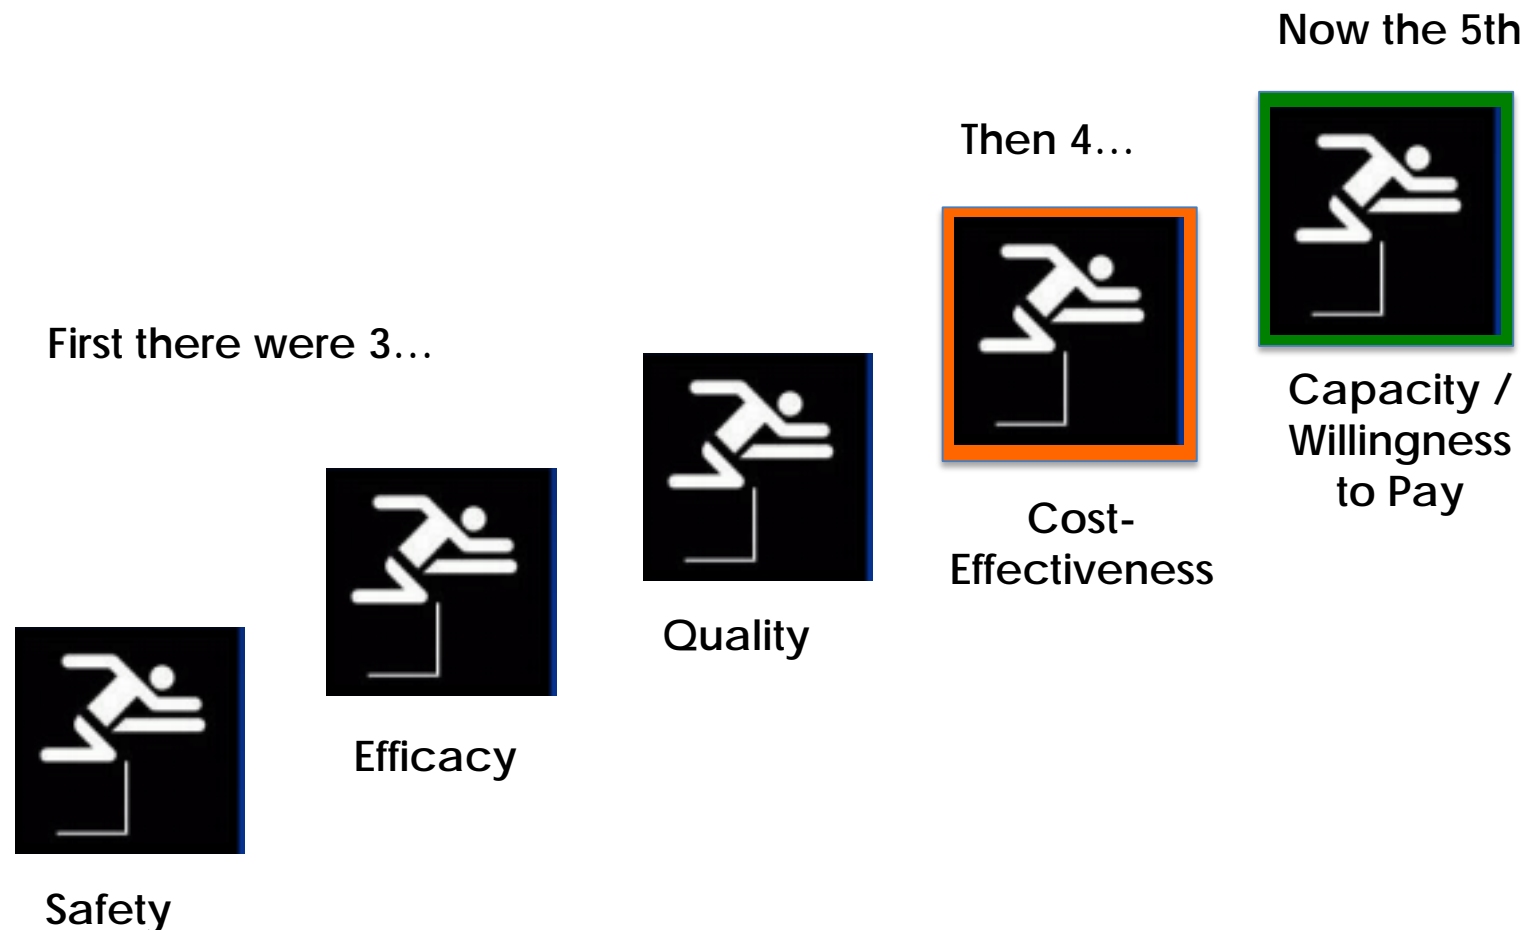 First there were 3…
Safety
Efficacy
Quality
Then 4…
Cost-
Effectiveness
Now the 5th
Capacity /
Willingness
to Pay